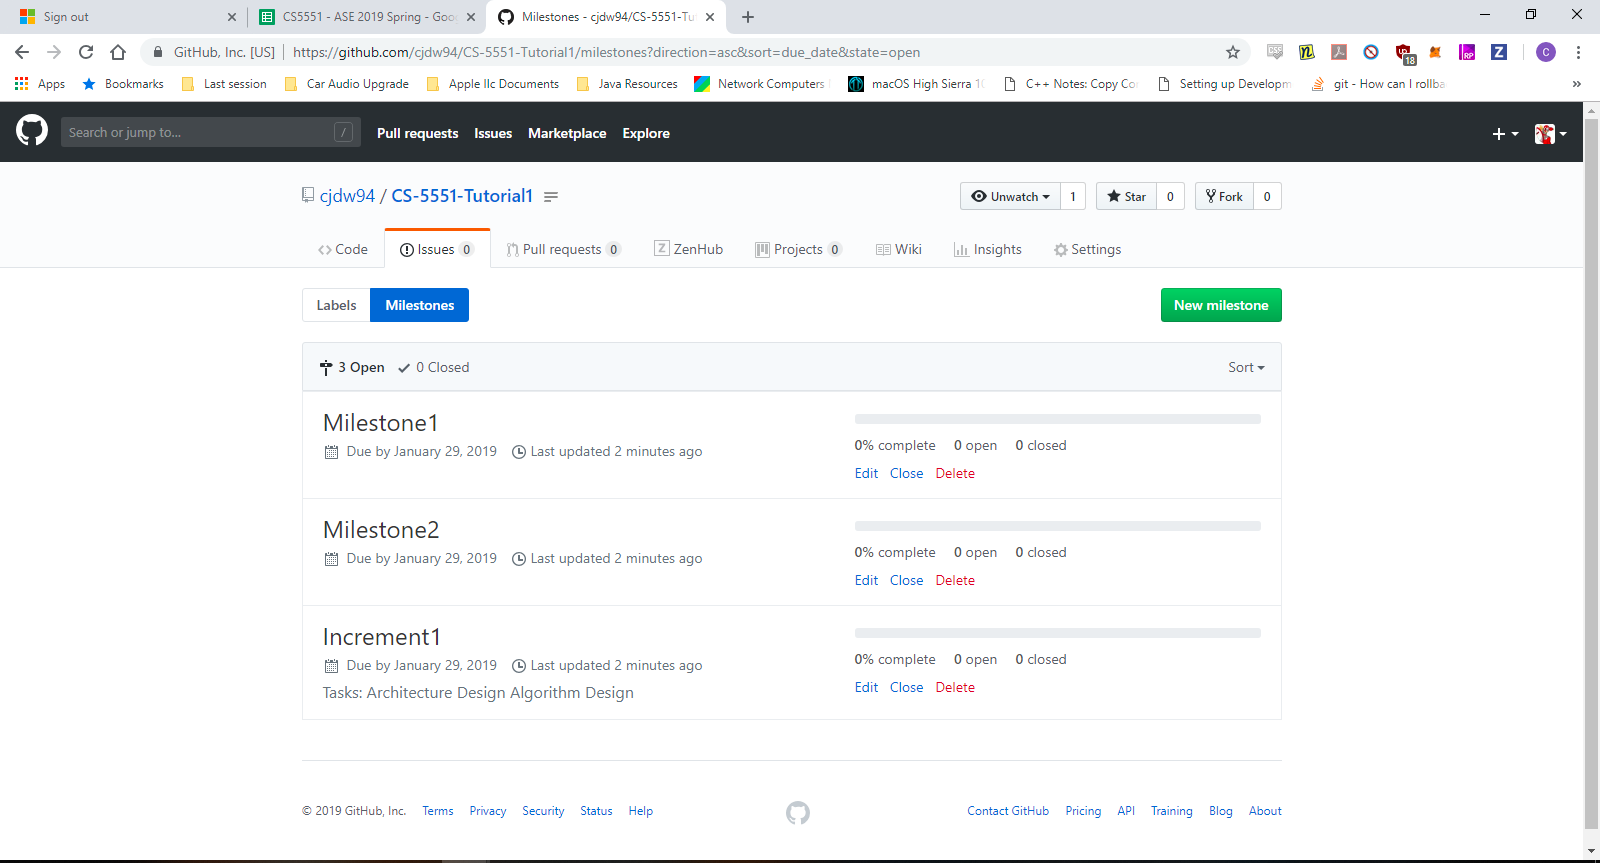 Sign out
CS5551 - ASE 2019 Spring - Goo
Milestones - cjdw94/CS-5551-Tu
GitHub, Inc. [US] https://github.com/cjdw94/CS-5551-Tutorial1/milestones?direction=asc&sort=due_date&state=open
18
C
Apps Bookmarks Last session Car Audio Upgrade Apple IIc Documents Java Resources Network Computers macOS High Sierra 10 C++ Notes: Copy Cor Setting up Developm git - How can I rollba »
Search or jump to... / Pull requests Issues Marketplace Explore
cjdw94 / CS-5551-Tutorial1
Unwatch 1 Star 0 Fork 0
Code Issues 0 Pull requests 0 ZenHub Projects 0 Wiki Insights Settings
Labels Milestones New milestone
3 Open 0 Closed Sort
Milestone1
Due by January 29, 2019 Last updated 2 minutes ago
0% complete 0 open 0 closed
Edit Close Delete
Milestone2
Due by January 29, 2019 Last updated 2 minutes ago
0% complete 0 open 0 closed
Edit Close Delete
Increment1
Due by January 29, 2019 Last updated 2 minutes ago
Tasks: Architecture Design Algorithm Design
0% complete 0 open 0 closed
Edit Close Delete
© 2019 GitHub, Inc. Terms Privacy Security Status Help Contact GitHub Pricing API Training Blog About